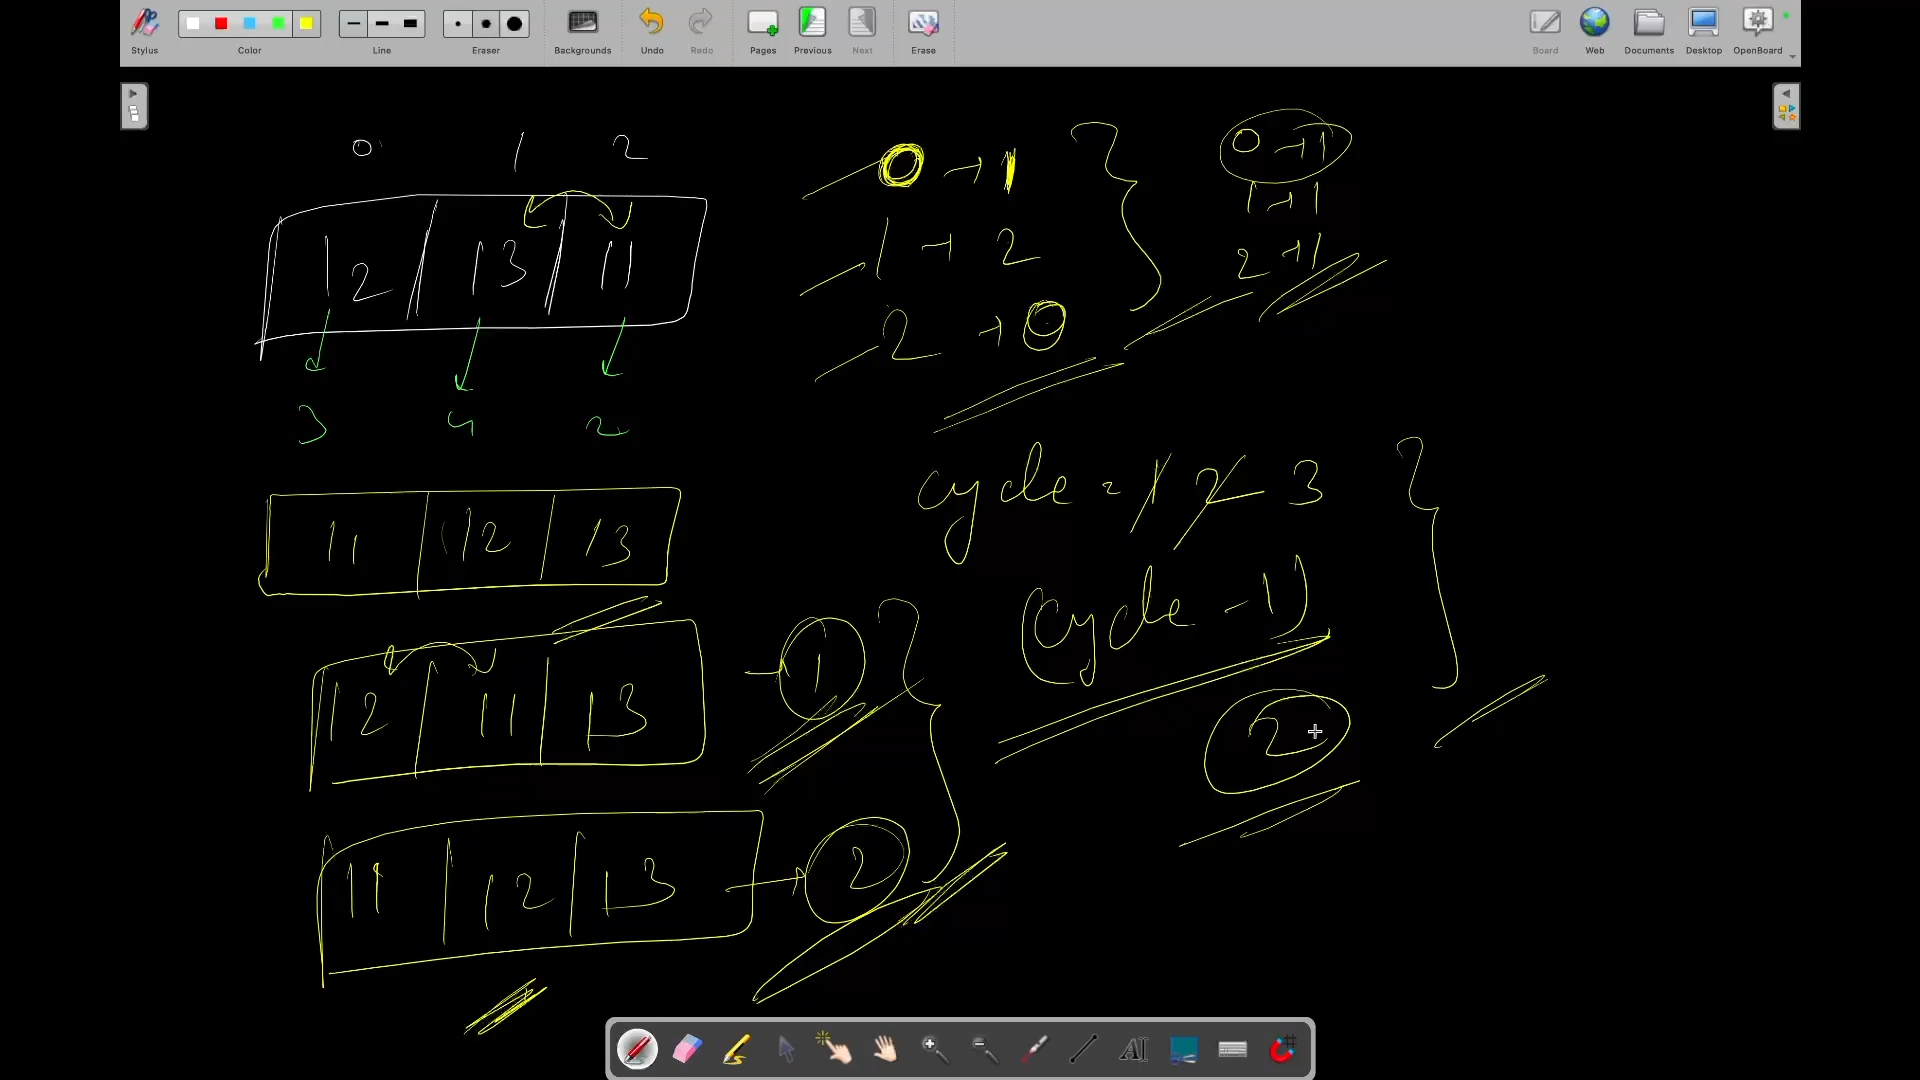 Stylus Color Line Eraser Backgrounds Undo Redo Pages Previous Next Erase Board Web Documents Desktop OpenBoard
0 1 2
12 13 11
3 4 2
0 → 1
1 → 2
2 → 0
0 → 1
1 → 1
2 → 1
11 12 13
cycle = 1 2 3
(cycle - 1)
2
12 11 13 → 1
11 12 13 → 2